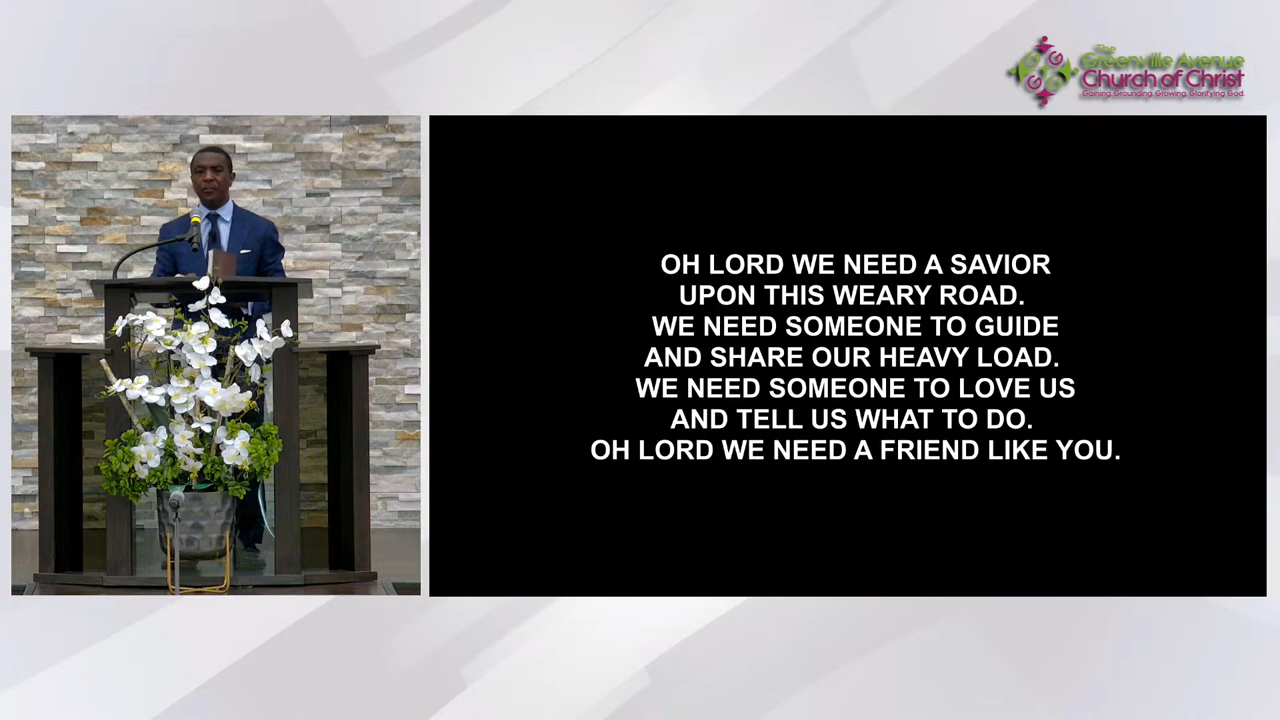 The
Greenville Avenue
Church of Christ
Gaining. Grounding. Growing. Glorifying God.
OH LORD WE NEED A SAVIOR
UPON THIS WEARY ROAD.
WE NEED SOMEONE TO GUIDE
AND SHARE OUR HEAVY LOAD.
WE NEED SOMEONE TO LOVE US
AND TELL US WHAT TO DO.
OH LORD WE NEED A FRIEND LIKE YOU.